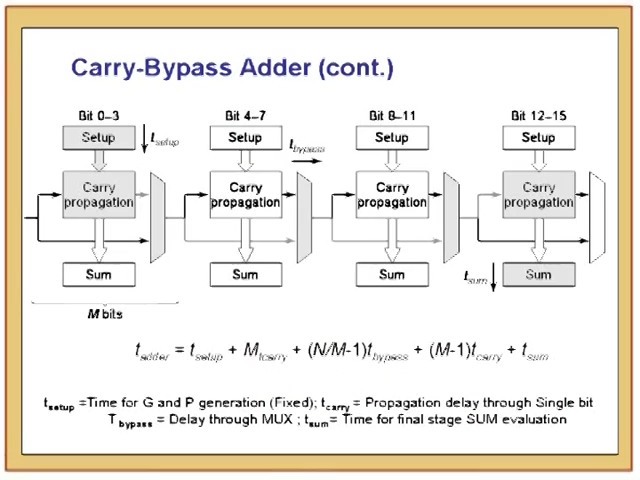 Carry-Bypass Adder (cont.)
Bit 0–3 Bit 4–7 Bit 8–11 Bit 12–15
Setup t_setup Setup t_bypass Setup Setup
Carry propagation Carry propagation Carry propagation Carry propagation
Sum Sum Sum t_sum Sum
M bits
t_adder = t_setup + M_tcarry + (N/M-1)t_bypass + (M-1)t_carry + t_sum
t_setup =Time for G and P generation (Fixed); t_carry = Propagation delay through Single bit
T_bypass = Delay through MUX ; t_sum= Time for final stage SUM evaluation